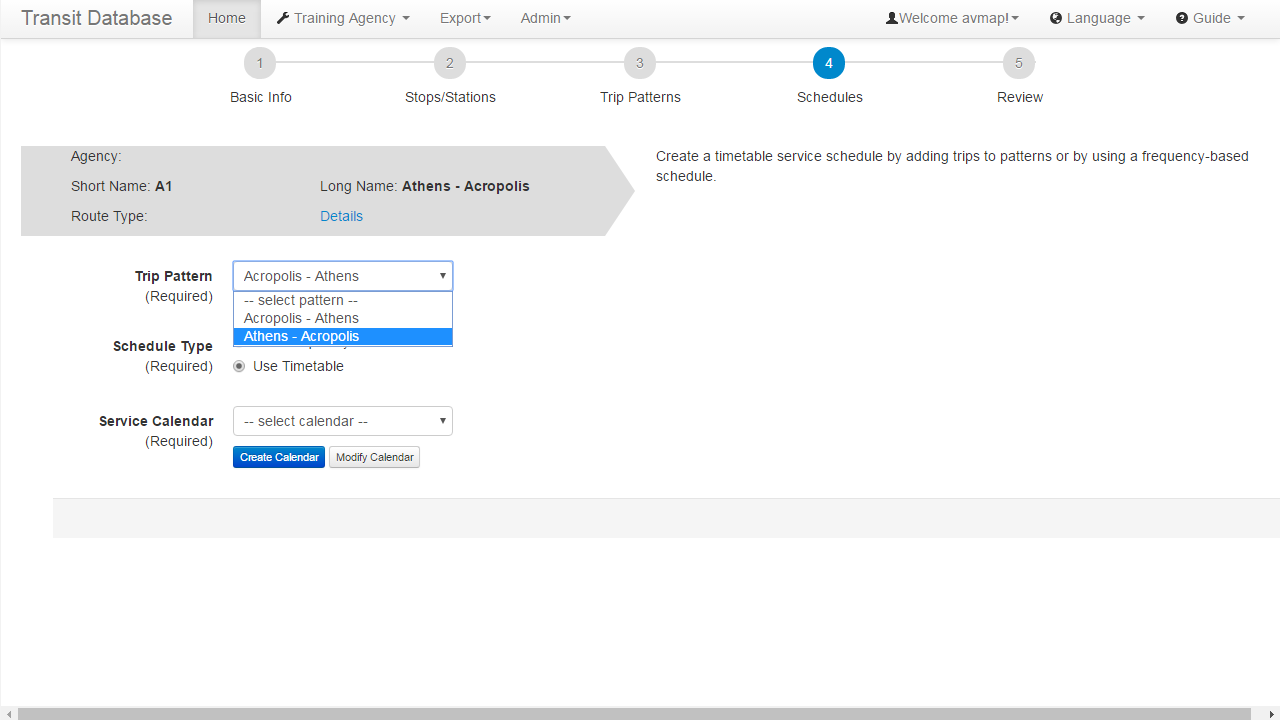 Transit Database Home Training Agency Export Admin Welcome avmap! Language Guide
1 2 3 4 5
Basic Info Stops/Stations Trip Patterns Schedules Review
Agency:
Short Name: A1 Long Name: Athens - Acropolis
Route Type: Details
Create a timetable service schedule by adding trips to patterns or by using a frequency-based
schedule.
Trip Pattern Acropolis - Athens
(Required)
-- select pattern --
Acropolis - Athens
Athens - Acropolis
Schedule Type
(Required) Use Timetable
Service Calendar -- select calendar --
(Required)
Create Calendar Modify Calendar